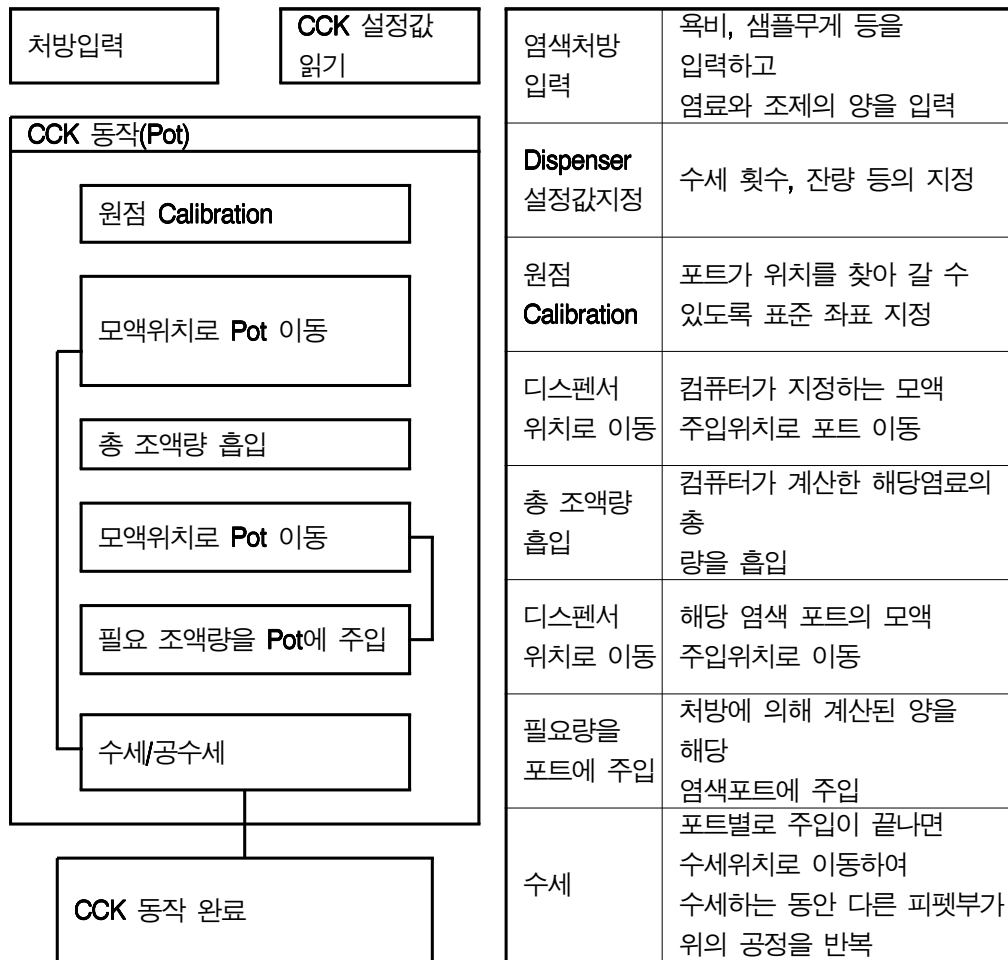 처방입력
CCK 설정값
읽기
CCK 동작(Pot)
원점 Calibration
모액위치로 Pot 이동
총 조액량 흡입
모액위치로 Pot 이동
필요 조액량을 Pot에 주입
수세/공수세
CCK 동작 완료
염색처방
입력
욕비, 샘플무게 등을
입력하고
염료와 조제의 양을 입력
Dispenser
설정값지정
수세 횟수, 잔량 등의 지정
원점
Calibration
포트가 위치를 찾아 갈 수
있도록 표준 좌표 지정
디스펜서
위치로 이동
컴퓨터가 지정하는 모액
주입위치로 포트 이동
총 조액량
흡입
컴퓨터가 계산한 해당염료의
총
량을 흡입
디스펜서
위치로 이동
해당 염색 포트의 모액
주입위치로 이동
필요량을
포트에 주입
처방에 의해 계산된 양을
해당
염색포트에 주입
수세
포트별로 주입이 끝나면
수세위치로 이동하여
수세하는 동안 다른 피펫부가
위의 공정을 반복